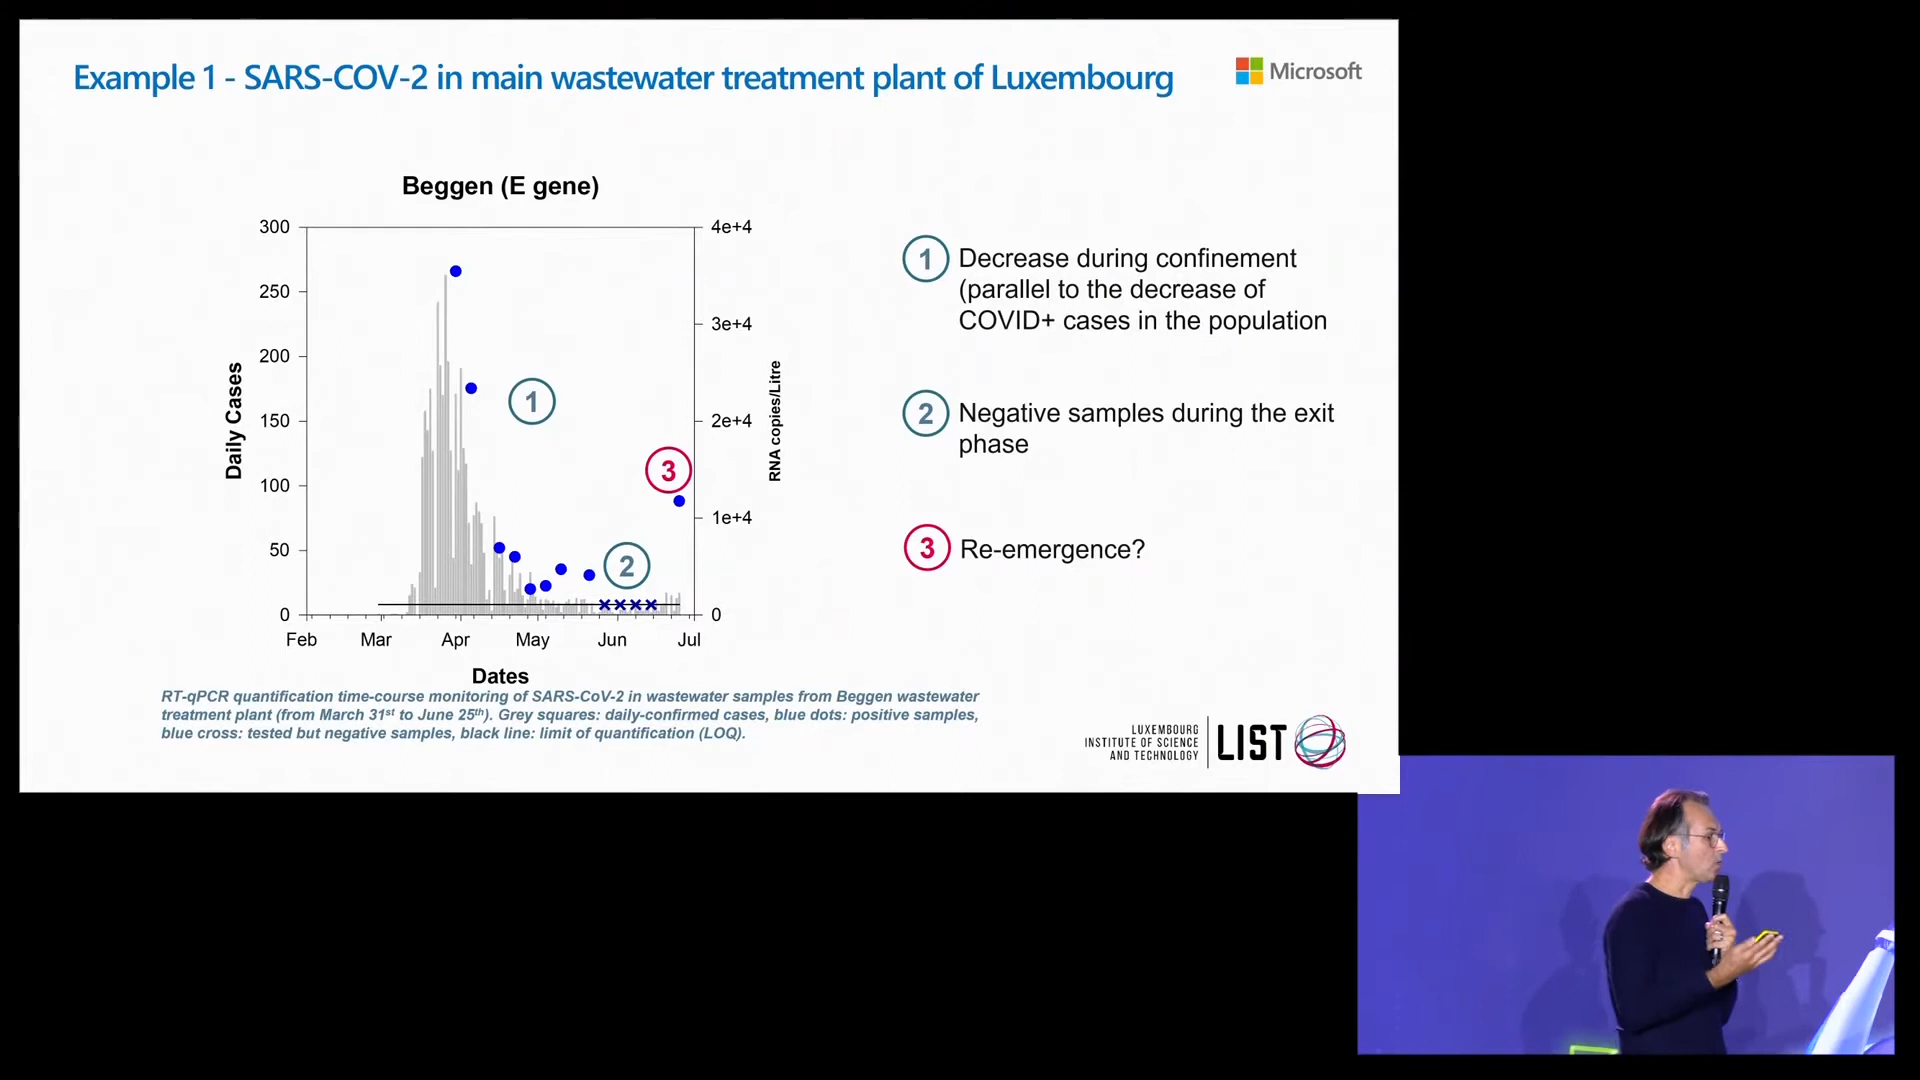 Example 1 - SARS-COV-2 in main wastewater treatment plant of Luxembourg
Microsoft
Beggen (E gene)
300
250
200
150
100
50
0
Daily Cases
4e+4
3e+4
2e+4
1e+4
0
RNA copies/Litre
1
3
2
Feb
Mar
Apr
May
Jun
Jul
Dates
1
Decrease during confinement
(parallel to the decrease of
COVID+ cases in the population
2
Negative samples during the exit
phase
3
Re-emergence?
RT-qPCR quantification time-course monitoring of SARS-CoV-2 in wastewater samples from Beggen wastewater
treatment plant (from March 31st to June 25th). Grey squares: daily-confirmed cases, blue dots: positive samples,
blue cross: tested but negative samples, black line: limit of quantification (LOQ).
LUXEMBOURG
INSTITUTE OF SCIENCE
AND TECHNOLOGY
LIST